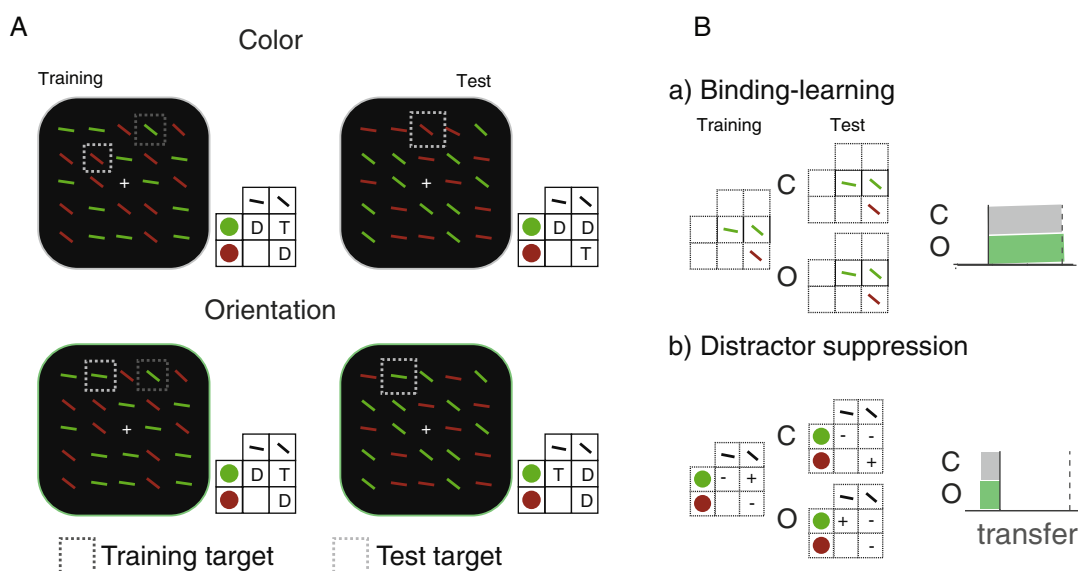 A
Color
Training
Test
D T
D
D D
T
Orientation
D T
D
T D
D
Training target
Test target
B
a) Binding-learning
Training
Test
C
O
C
O
b) Distractor suppression
C
- -
+
- +
-
O
+ -
-
C
O
transfer